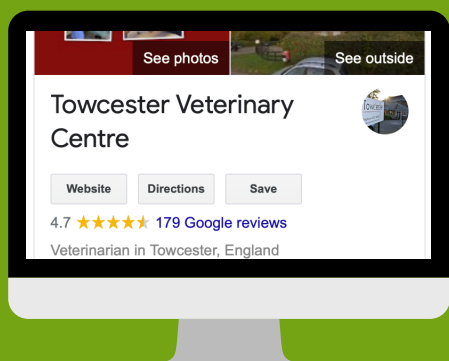 See photos See outside
Towcester Veterinary
Centre
Website Directions Save
4.7 179 Google reviews
Veterinarian in Towcester, England